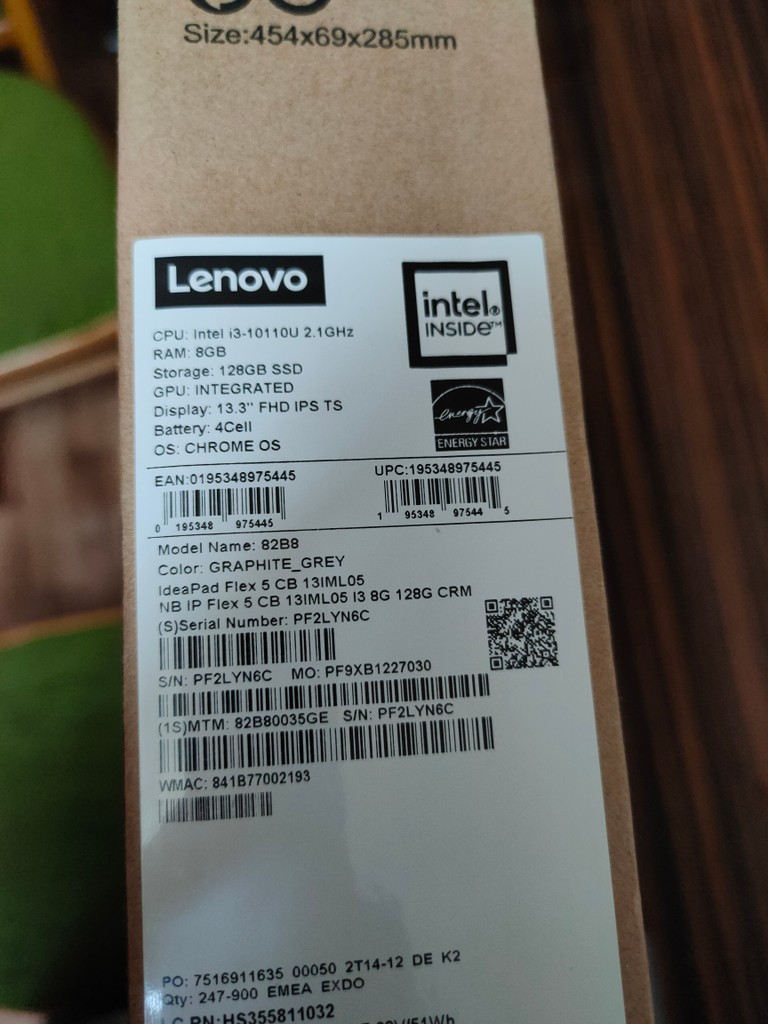 Size:454x69x285mm
Lenovo
intel®
INSIDE™
CPU: Intel i3-10110U 2.1GHz
RAM: 8GB
Storage: 128GB SSD
GPU: INTEGRATED
Display: 13.3" FHD IPS TS
Battery: 4Cell
OS: CHROME OS
energy
ENERGY STAR
EAN:0195348975445
UPC:195348975445
0 195348 975445
1 95348 97544 5
Model Name: 82B8
Color: GRAPHITE_GREY
IdeaPad Flex 5 CB 13IML05
NB IP Flex 5 CB 13IML05 I3 8G 128G CRM
(S)Serial Number: PF2LYN6C
S/N: PF2LYN6C MO: PF9XB1227030
(1S)MTM: 82B80035GE S/N: PF2LYN6C
WMAC: 841B77002193
PO: 7516911635 00050 2T14-12 DE K2
Qty: 247-900 EMEA EXDO
LC PN:HS355811032